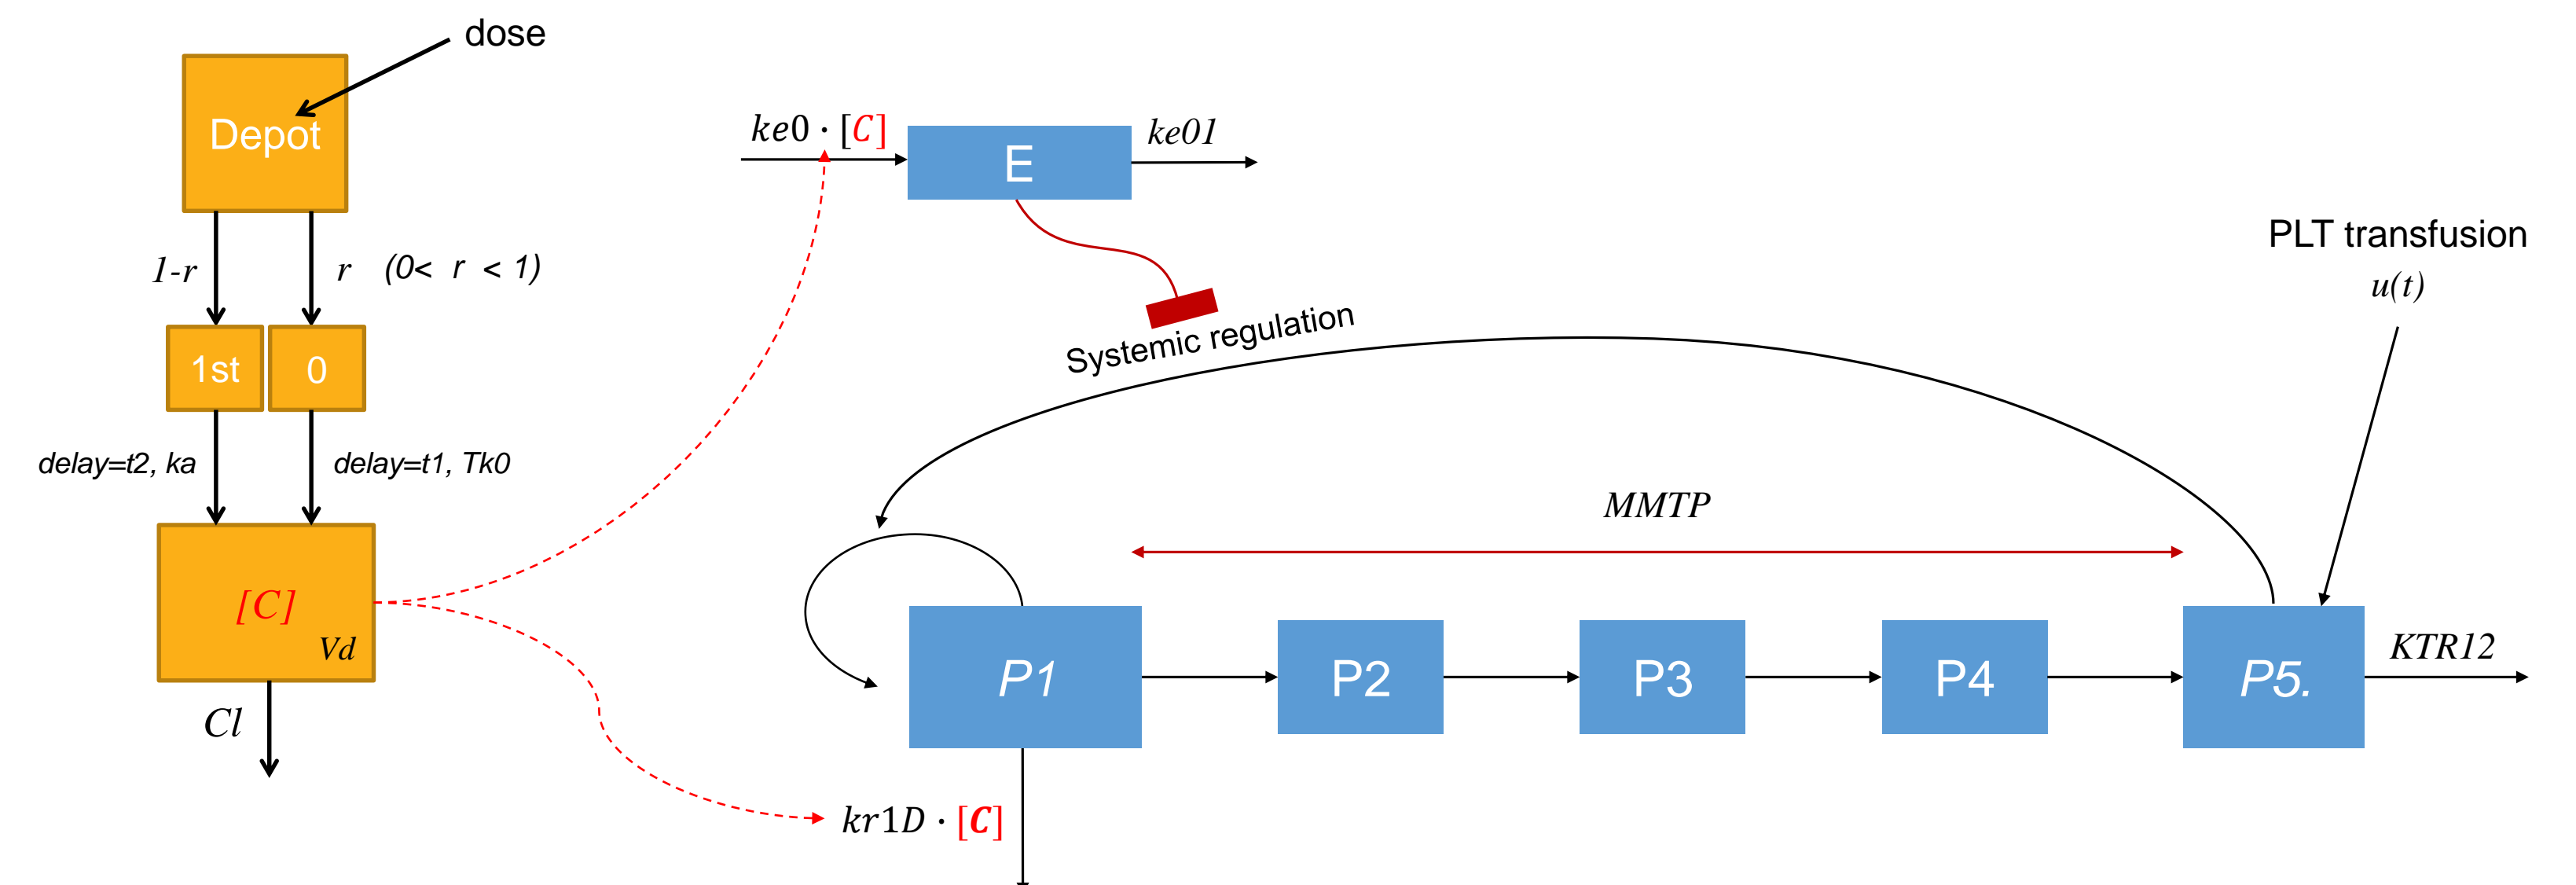 dose
Depot
1-r
r (0< r < 1)
1st
0
delay=t2, ka
delay=t1, Tk0
[C]
Vd
Cl
ke0 · [C]
E
ke01
Systemic regulation
PLT transfusion
u(t)
MMTP
P1
P2
P3
P4
P5.
KTR12
kr1D · [C]